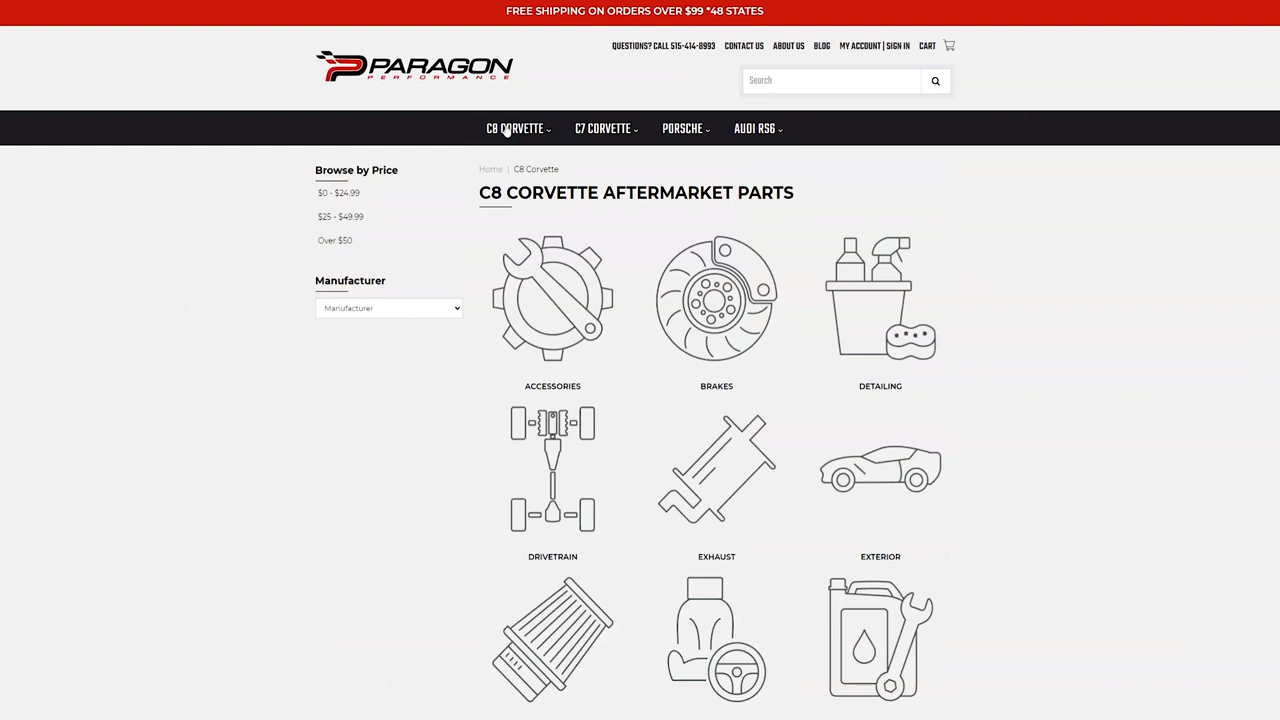 FREE SHIPPING ON ORDERS OVER $99 *48 STATES
QUESTIONS? CALL 515-414-8993 CONTACT US ABOUT US BLOG MY ACCOUNT | SIGN IN CART
PARAGON
PERFORMANCE
Search
C8 CORVETTE C7 CORVETTE PORSCHE AUDI RS6
Browse by Price
$0 - $24.99
$25 - $49.99
Over $50
Manufacturer
Manufacturer
Home | C8 Corvette
C8 CORVETTE AFTERMARKET PARTS
ACCESSORIES BRAKES DETAILING
DRIVETRAIN EXHAUST EXTERIOR